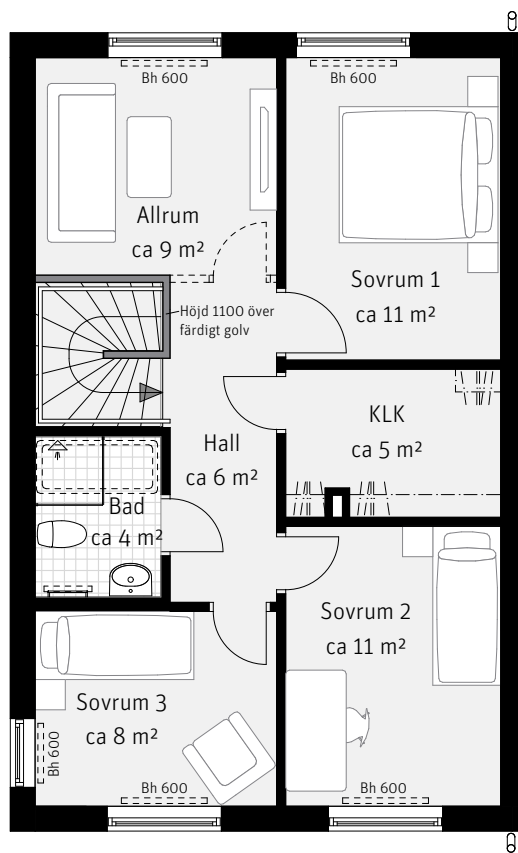 Bh 600
Bh 600
Allrum
ca 9 m²
Sovrum 1
ca 11 m²
Höjd 1100 över
färdigt golv
KLK
ca 5 m²
Hall
ca 6 m²
Bad
ca 4 m²
Sovrum 2
ca 11 m²
Sovrum 3
ca 8 m²
Bh 600
Bh 600
Bh 600